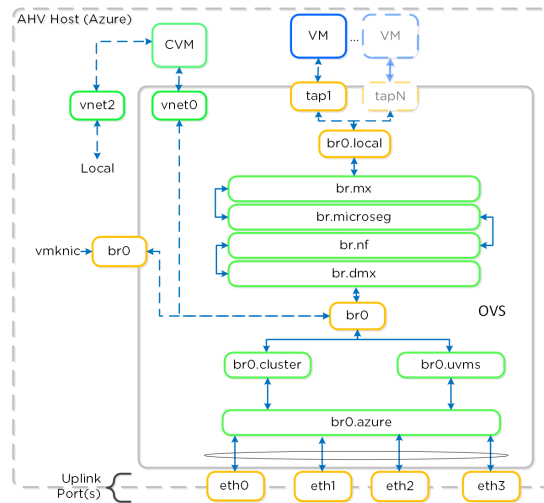 AHV Host (Azure)
CVM
VM
...
VM
vnet2
vnet0
tap1
tapN
br0.local
Local
br.mx
br.microseg
br.nf
br.dmx
vmknic
br0
br0
OVS
br0.cluster
br0.uvms
br0.azure
Uplink
Port(s)
eth0
eth1
eth2
eth3